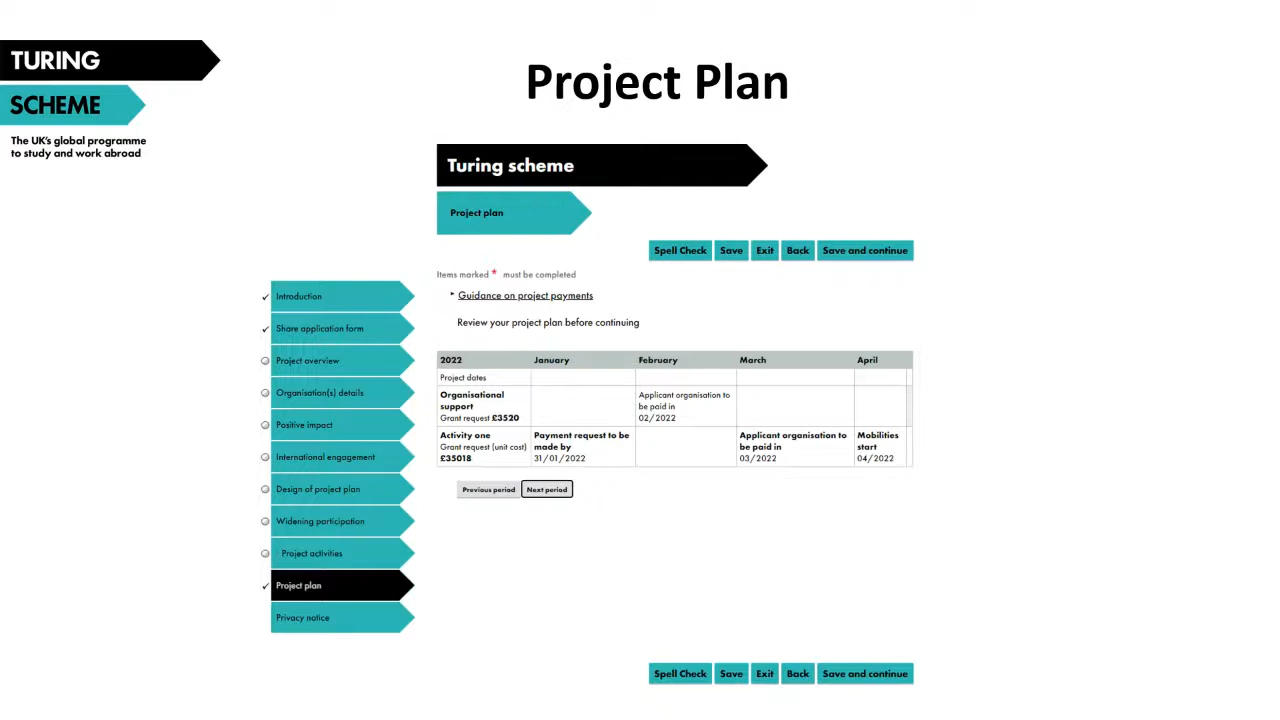 TURING
SCHEME
The UK's global programme
to study and work abroad
Project Plan
Turing scheme
Project plan
Spell Check Save Exit Back Save and continue
Items marked * must be completed
Guidance on project payments
Review your project plan before continuing
Introduction
Share application form
Project overview
Organisation(s) details
Positive impact
International engagement
Design of project plan
Widening participation
Project activities
Project plan
Privacy notice
2022 January February March April
Project dates
Organisational
support
Grant request £3520
Applicant organisation to
be paid in
02/2022
Activity one
Grant request (unit cost)
£35018
Payment request to be
made by
31/01/2022
Applicant organisation to
be paid in
03/2022
Mobilities
start
04/2022
Previous period Next period
Spell Check Save Exit Back Save and continue